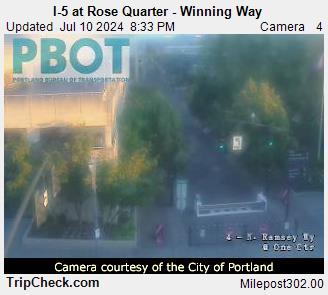 I-5 at Rose Quarter - Winning Way
Updated Jul 10 2024 8:33 PM Camera 4
PBOT
PORTLAND BUREAU OF TRANSPORTATION
4 - N. Ramsey Wy
@ One Ctr
Camera courtesy of the City of Portland
TripCheck.com Milepost302.00